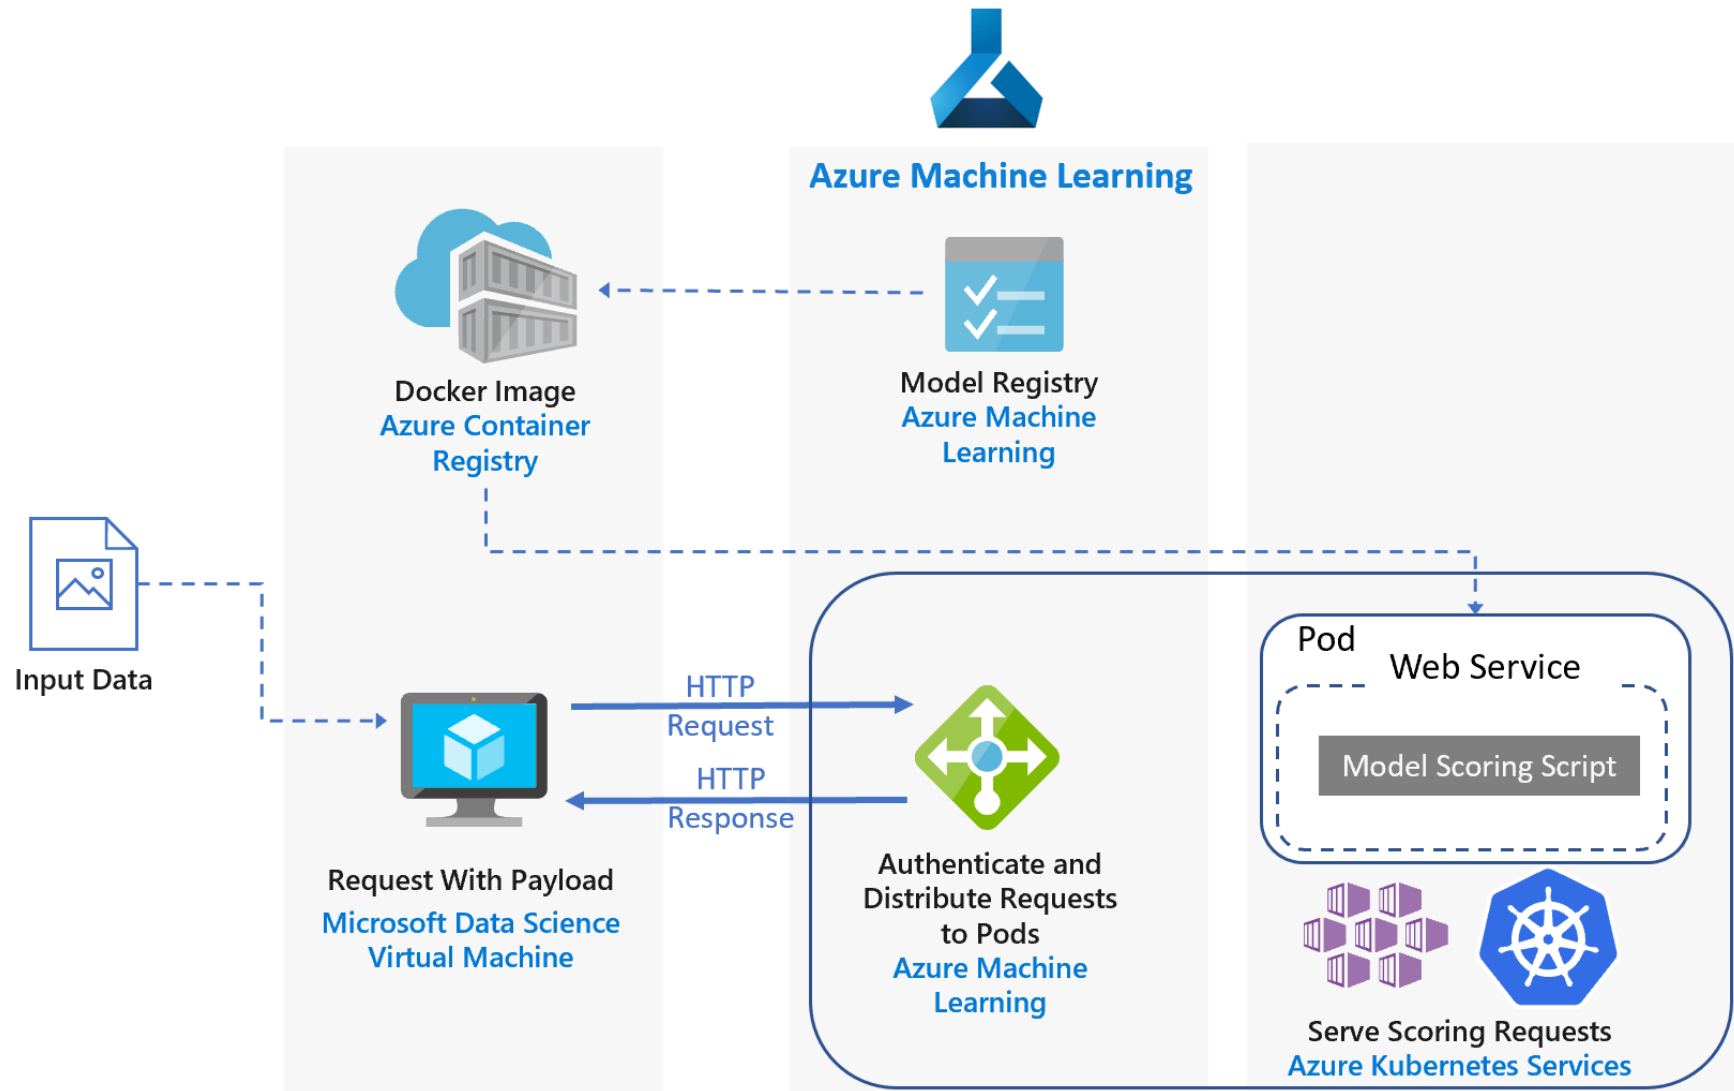 Azure Machine Learning
Docker Image
Azure Container
Registry
Model Registry
Azure Machine
Learning
Input Data
HTTP
Request
HTTP
Response
Request With Payload
Microsoft Data Science
Virtual Machine
Authenticate and
Distribute Requests
to Pods
Azure Machine
Learning
Pod
Web Service
Model Scoring Script
Serve Scoring Requests
Azure Kubernetes Services